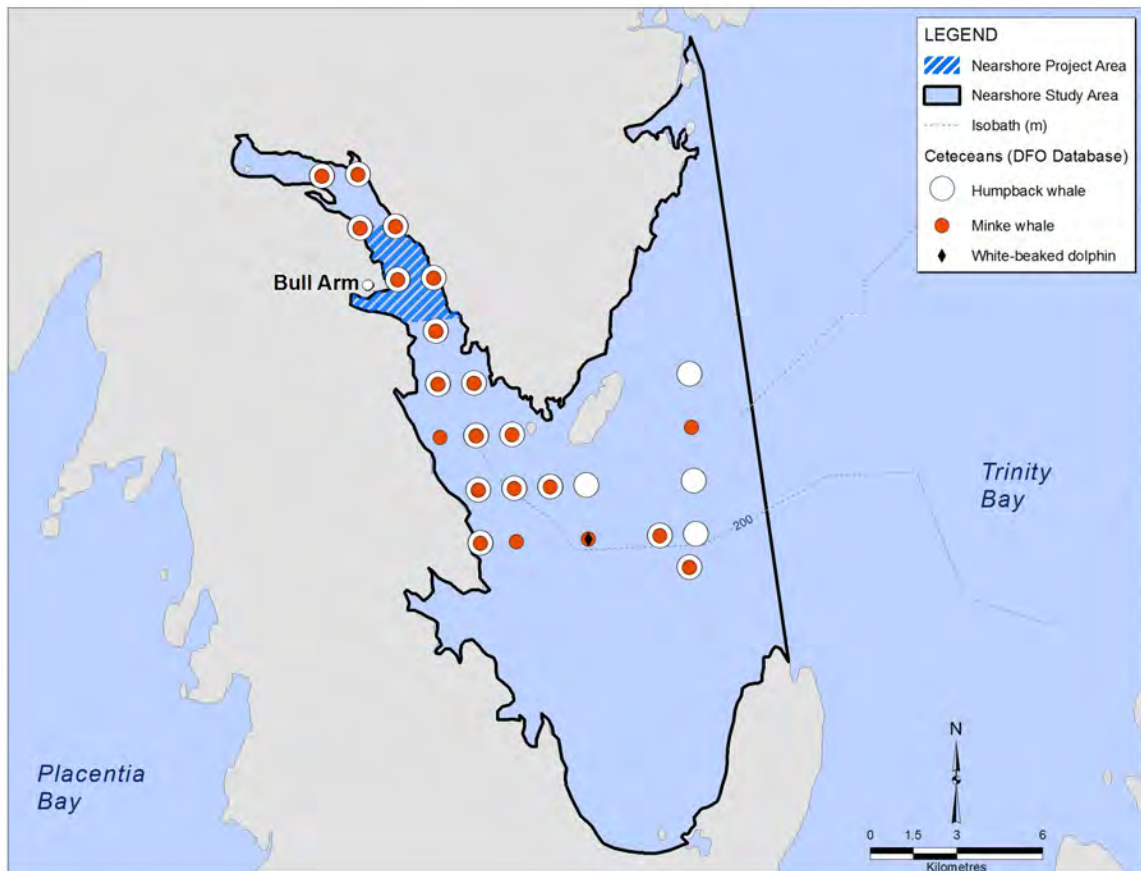 LEGEND
Nearshore Project Area
Nearshore Study Area
Isobath (m)
Ceteceans (DFO Database)
Humpback whale
Minke whale
White-beaked dolphin
Bull Arm
Trinity
Bay
200
Placentia
Bay
N
0 1.5 3 6
Kilometres